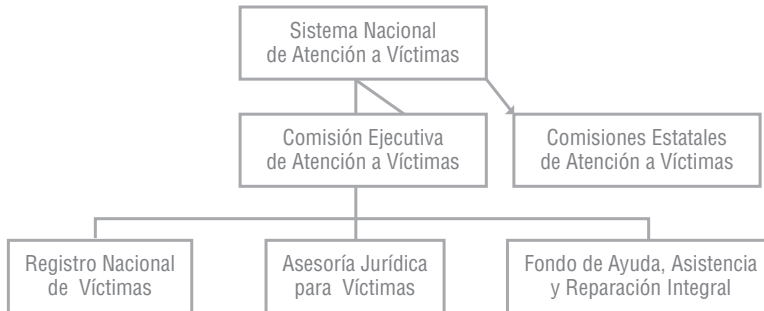 Sistema Nacional
de Atención a Víctimas
Comisión Ejecutiva
de Atención a Víctimas
Comisiones Estatales
de Atención a Víctimas
Registro Nacional
de Víctimas
Asesoría Jurídica
para Víctimas
Fondo de Ayuda, Asistencia
y Reparación Integral